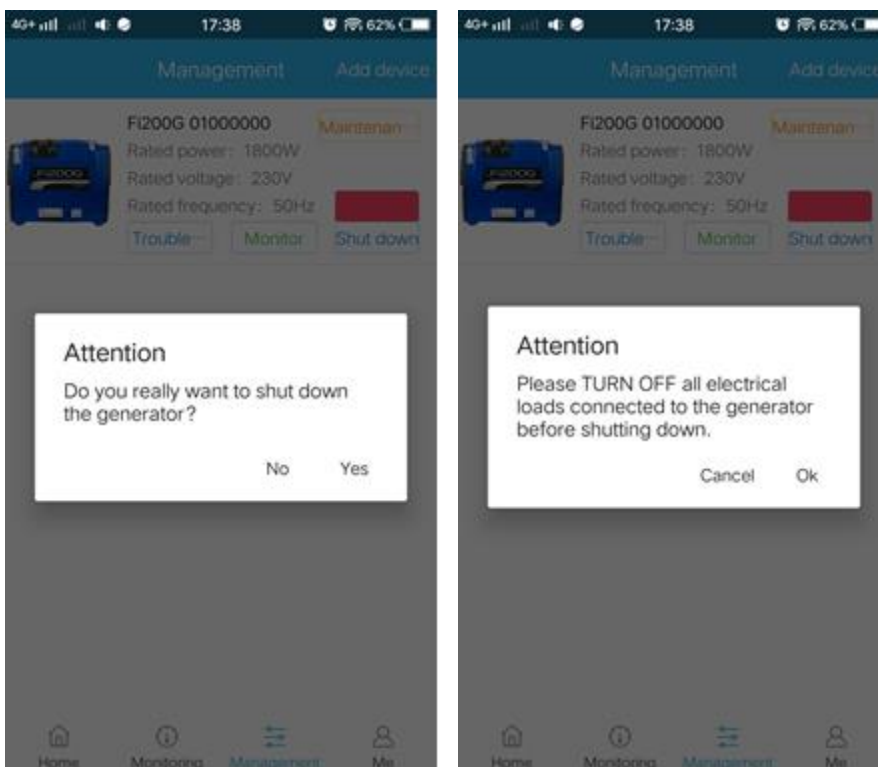 4G+ 17:38 62%
Management Add device
Fi200G 01000000 Maintenan...
Rated power: 1800W
Rated voltage: 230V
Rated frequency: 50Hz
Trouble... Monitor Shut down
Attention
Do you really want to shut down
the generator?
No Yes
Home Monitoring Management Me
4G+ 17:38 62%
Management Add device
Fi200G 01000000 Maintenan...
Rated power: 1800W
Rated voltage: 230V
Rated frequency: 50Hz
Trouble... Monitor Shut down
Attention
Please TURN OFF all electrical
loads connected to the generator
before shutting down.
Cancel Ok
Home Monitoring Management Me